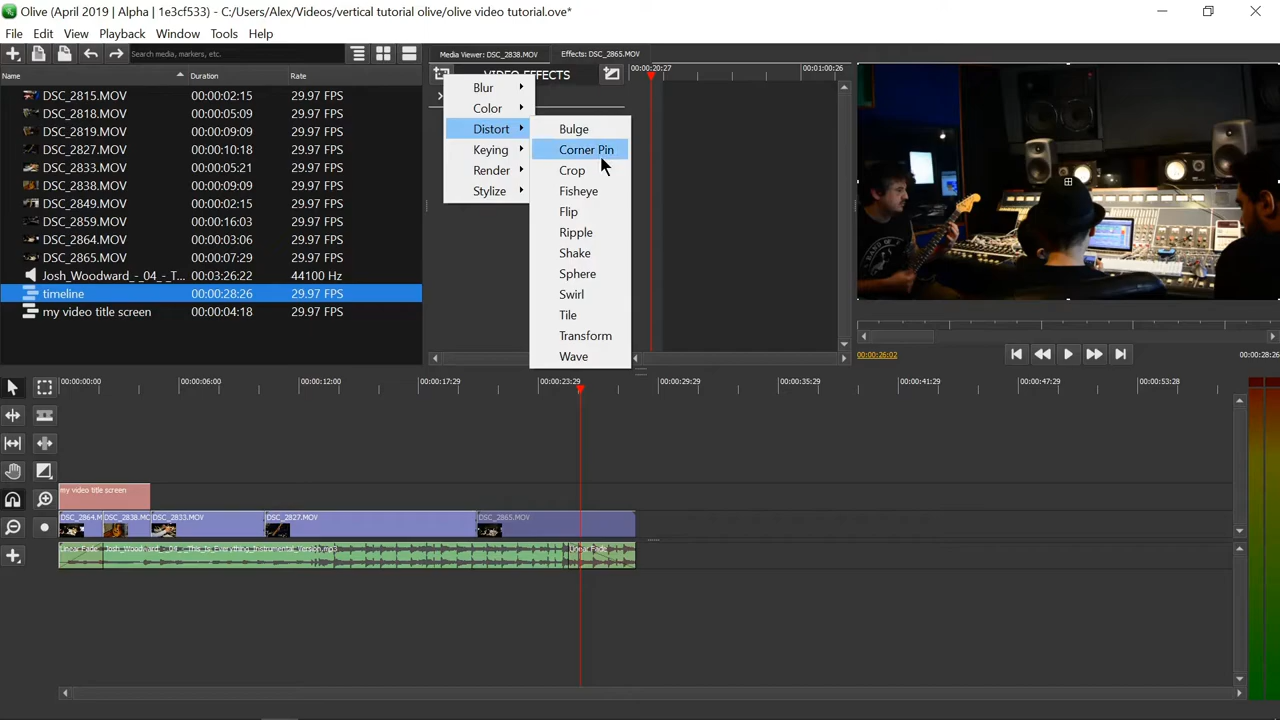 Olive (April 2019 | Alpha | 1e3cf533) - C:/Users/Alex/Videos/vertical tutorial olive/olive video tutorial.ove*
File Edit View Playback Window Tools Help
Search media, markers, etc.
Media Viewer: DSC_2838.MOV
Effects: DSC_2865.MOV
Name Duration Rate
DSC_2815.MOV 00:00:02:15 29.97 FPS
DSC_2818.MOV 00:00:05:09 29.97 FPS
DSC_2819.MOV 00:00:02:09 29.97 FPS
DSC_2827.MOV 00:00:10:18 29.97 FPS
DSC_2833.MOV 00:00:05:21 29.97 FPS
DSC_2838.MOV 00:00:02:09 29.97 FPS
DSC_2849.MOV 00:00:02:15 29.97 FPS
DSC_2859.MOV 00:00:16:03 29.97 FPS
DSC_2864.MOV 00:00:03:06 29.97 FPS
DSC_2865.MOV 00:00:07:29 29.97 FPS
Josh_Woodward_-_04_-_T... 00:03:26:22 44100 Hz
timeline 00:00:28:26 29.97 FPS
my video title screen 00:00:04:18 29.97 FPS
VIDEO EFFECTS
00:00:20:27 00:01:00:26
Blur
Color
Distort
Keying
Render
Stylize
Bulge
Corner Pin
Crop
Fisheye
Flip
Ripple
Shake
Sphere
Swirl
Tile
Transform
Wave
00:00:26:02 00:00:28:26
00:00:00:00 00:00:06:00 00:00:12:00 00:00:17:29 00:00:23:29 00:00:29:29 00:00:35:29 00:00:41:29 00:00:47:29 00:00:53:28
my video title screen
DSC_2864.M DSC_2838.MO DSC_2833.MOV DSC_2827.MOV DSC_2865.MOV
Linear Fade Josh_Woodward_-_04_-_This_Is_Everything_Instrumental_Version.mp3 Linear Fade